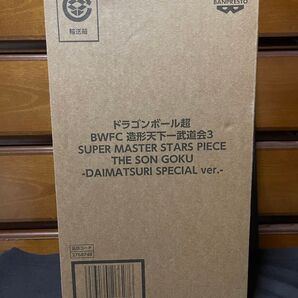 輸送箱
BANPRESTO
ドラゴンボール超
BWFC 造形天下一武道会3
SUPER MASTER STARS PIECE
THE SON GOKU
-DAIMATSURI SPECIAL ver.-